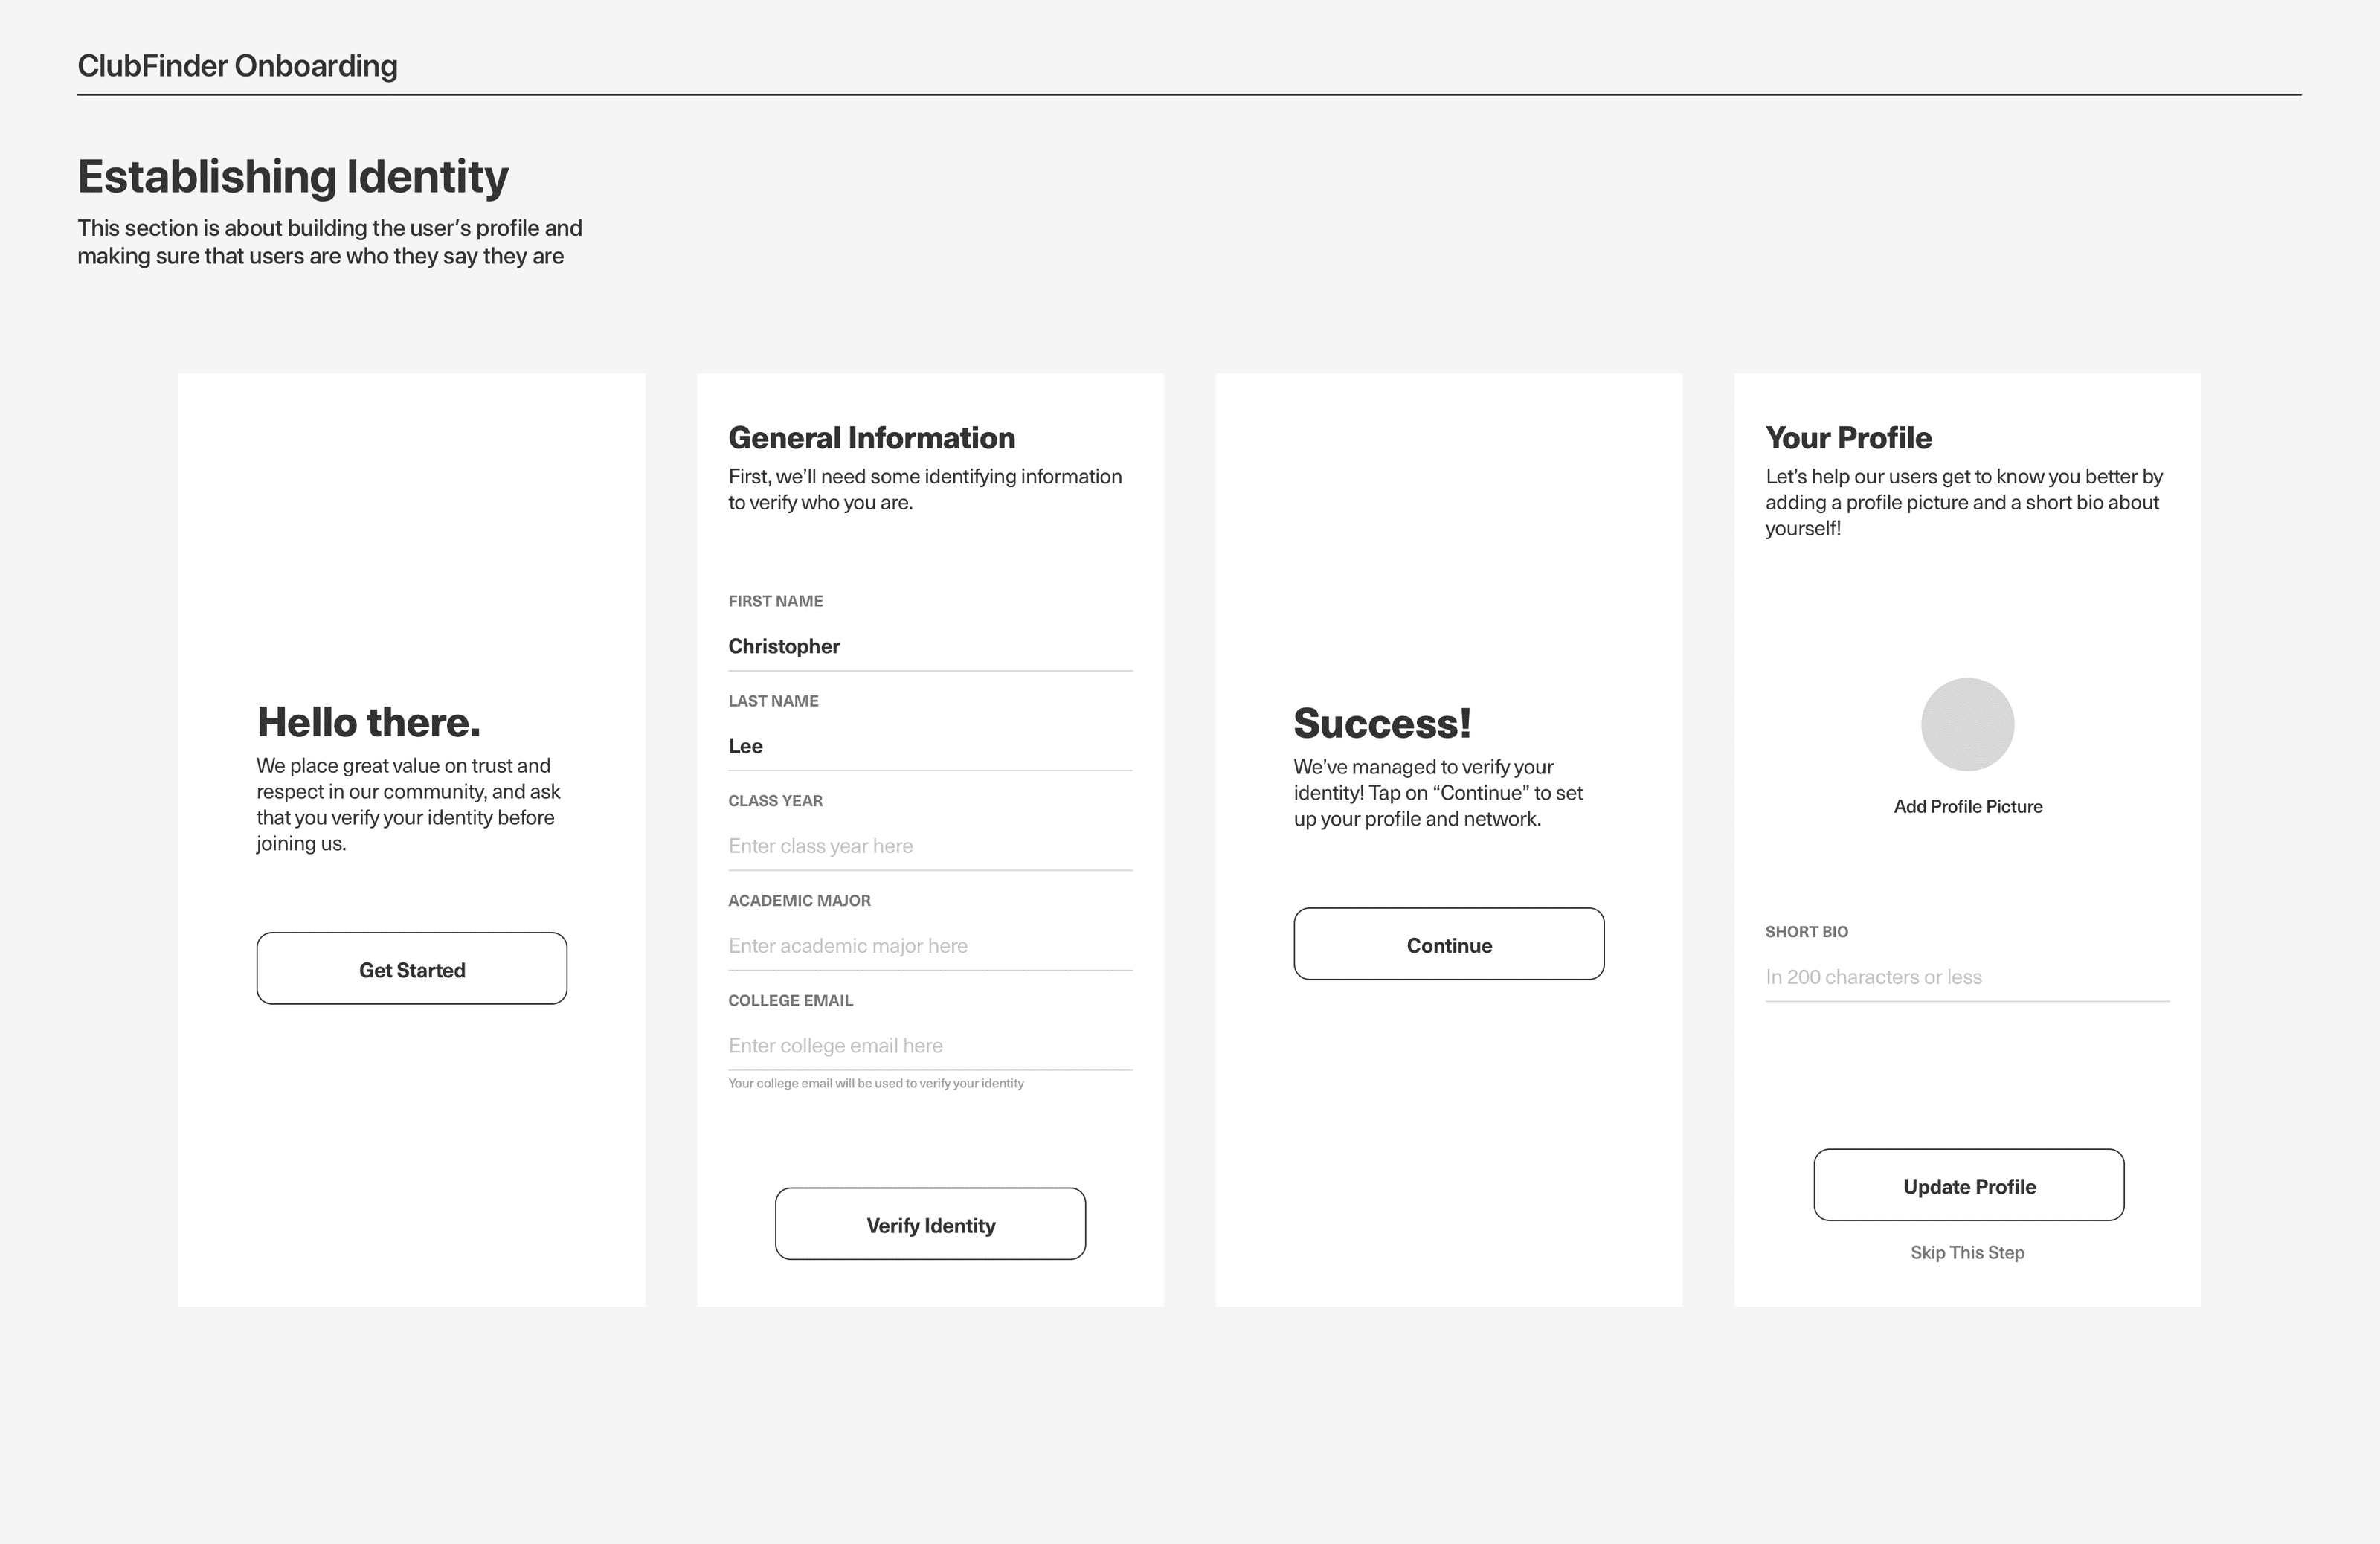 ClubFinder Onboarding
Establishing Identity
This section is about building the user’s profile and
making sure that users are who they say they are
Hello there.
We place great value on trust and
respect in our community, and ask
that you verify your identity before
joining us.
Get Started
General Information
First, we’ll need some identifying information
to verify who you are.
FIRST NAME
Christopher
LAST NAME
Lee
CLASS YEAR
Enter class year here
ACADEMIC MAJOR
Enter academic major here
COLLEGE EMAIL
Enter college email here
Your college email will be used to verify your identity
Verify Identity
Success!
We’ve managed to verify your
identity! Tap on “Continue” to set
up your profile and network.
Continue
Your Profile
Let’s help our users get to know you better by
adding a profile picture and a short bio about
yourself!
Add Profile Picture
SHORT BIO
In 200 characters or less
Update Profile
Skip This Step